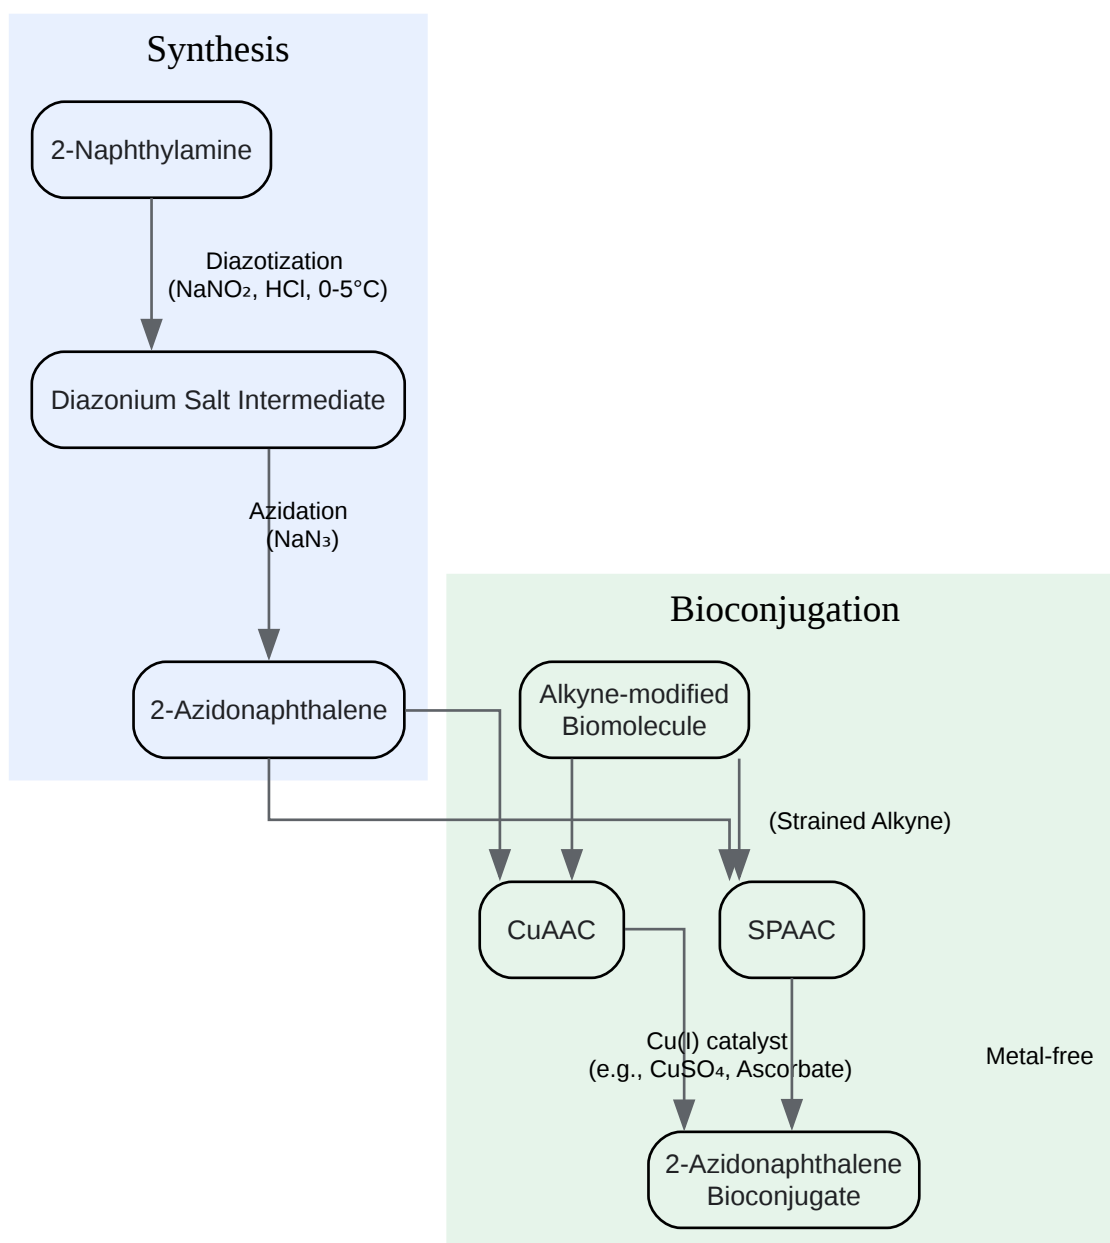 Synthesis
2-Naphthylamine
Diazotization
(NaNO₂, HCl, 0-5°C)
Diazonium Salt Intermediate
Azidation
(NaN₃)
2-Azidonaphthalene
Bioconjugation
Alkyne-modified
Biomolecule
(Strained Alkyne)
CuAAC
SPAAC
Cu(I) catalyst
(e.g., CuSO₄, Ascorbate)
Metal-free
2-Azidonaphthalene
Bioconjugate